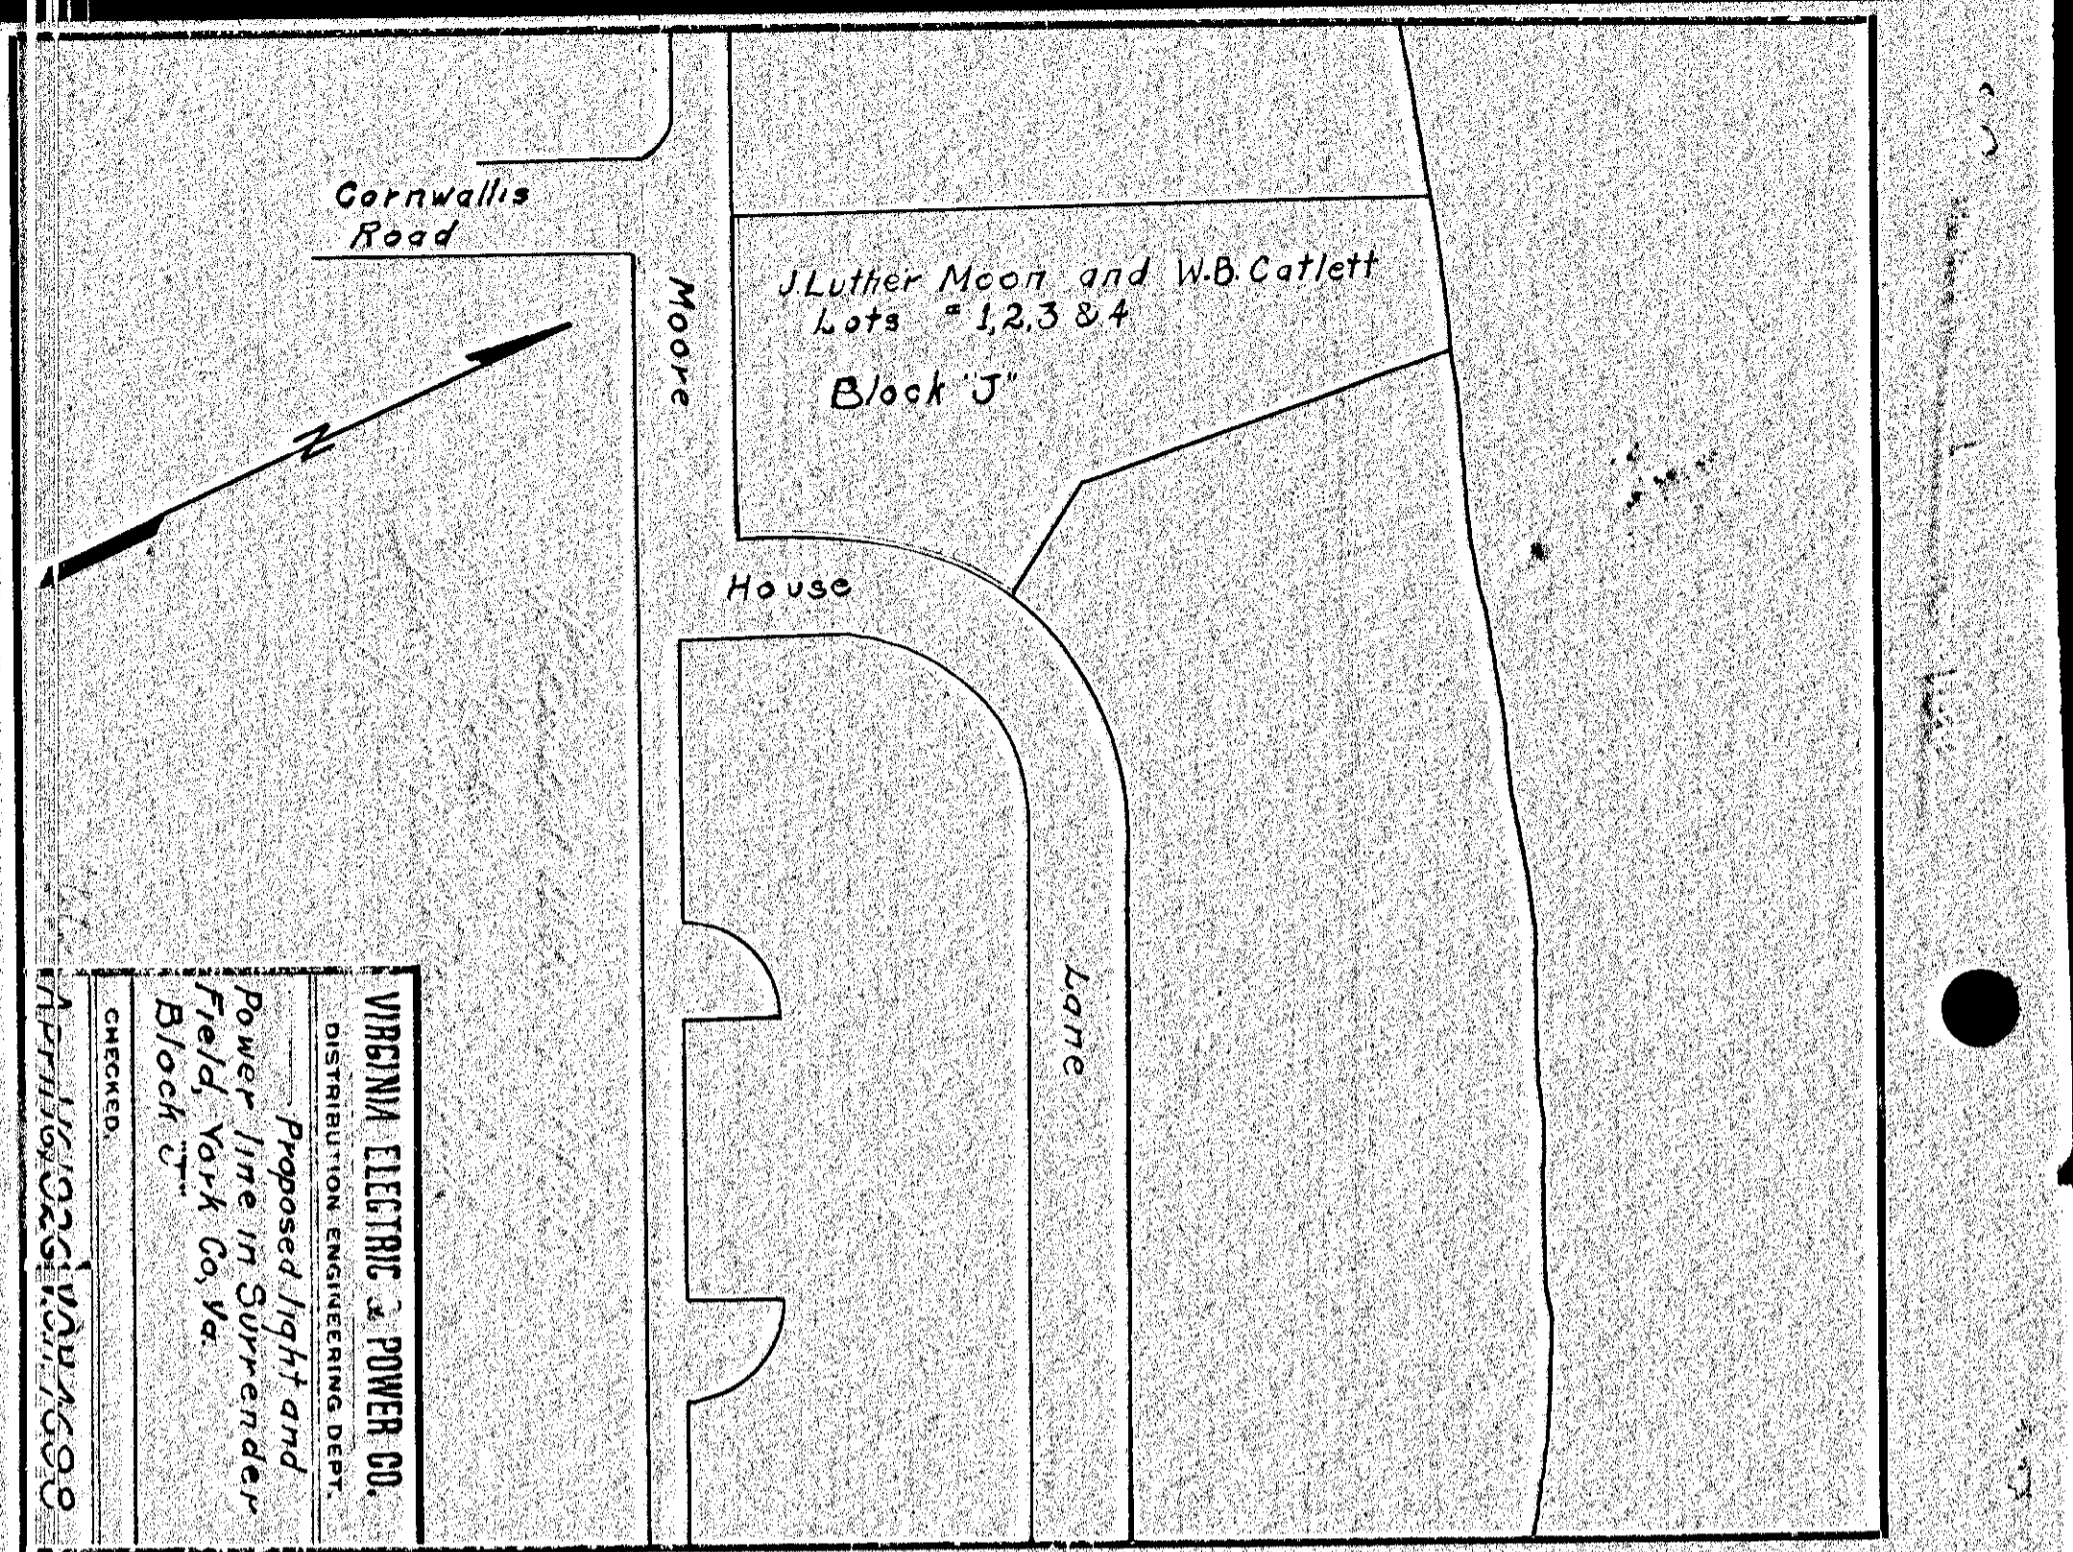 Cornwallis
Road
Moore
J. Luther Moon and W.B. Catlett
Lots # 1, 2, 3 & 4
Block "J"
House
Lane
N
VIRGINIA ELECTRIC & POWER CO.
DISTRIBUTION ENGINEERING DEPT.
Proposed light and
Power line in Surrender
Field, York Co, Va.
Block "J"
CHECKED.